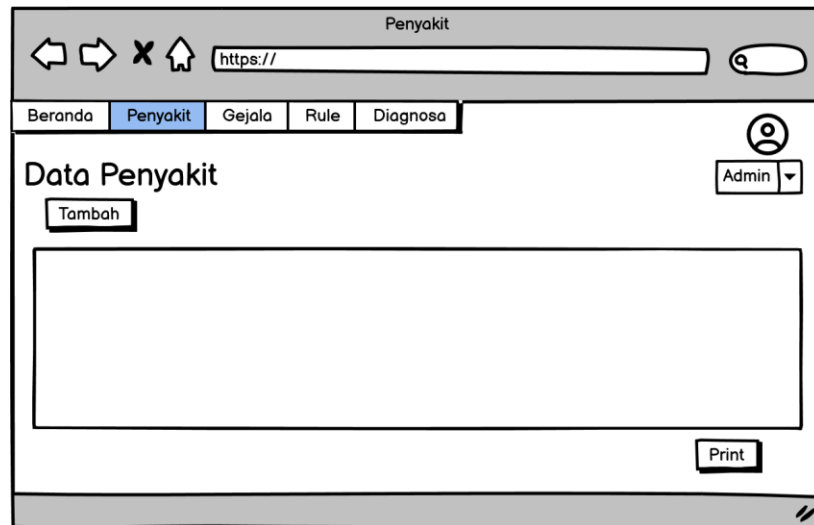 Penyakit
https://
Beranda Penyakit Gejala Rule Diagnosa
Data Penyakit
Admin
Tambah
Print